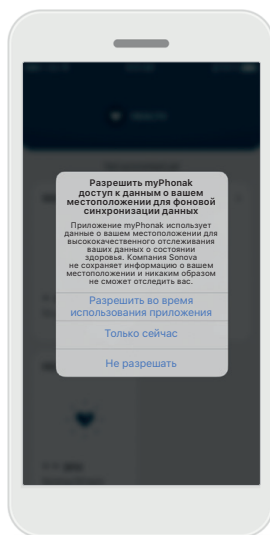 Разрешить myPhonak
доступ к данным о вашем
местоположении для фоновой
синхронизации данных
Приложение myPhonak использует
данные о вашем местоположении для
высококачественного отслеживания
ваших данных о состоянии
здоровья. Компания Sonova
не сохраняет информацию о вашем
местоположении и никаким образом
не сможет отследить вас.
Разрешить во время
использования приложения
Только сейчас
Не разрешать